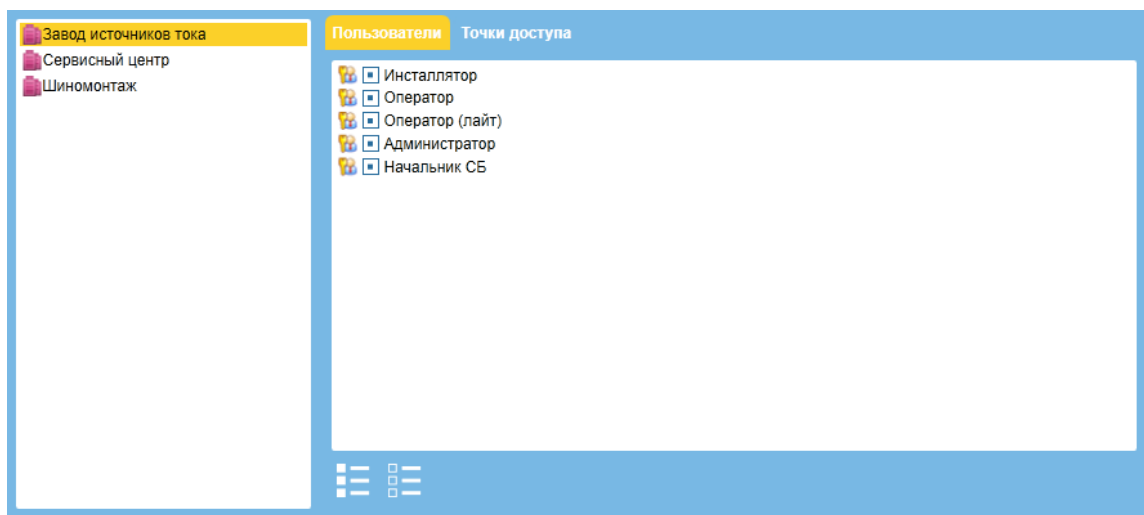 Завод источников тока
Сервисный центр
Шиномонтаж
Пользователи Точки доступа
Инсталлятор
Оператор
Оператор (лайт)
Администратор
Начальник СБ